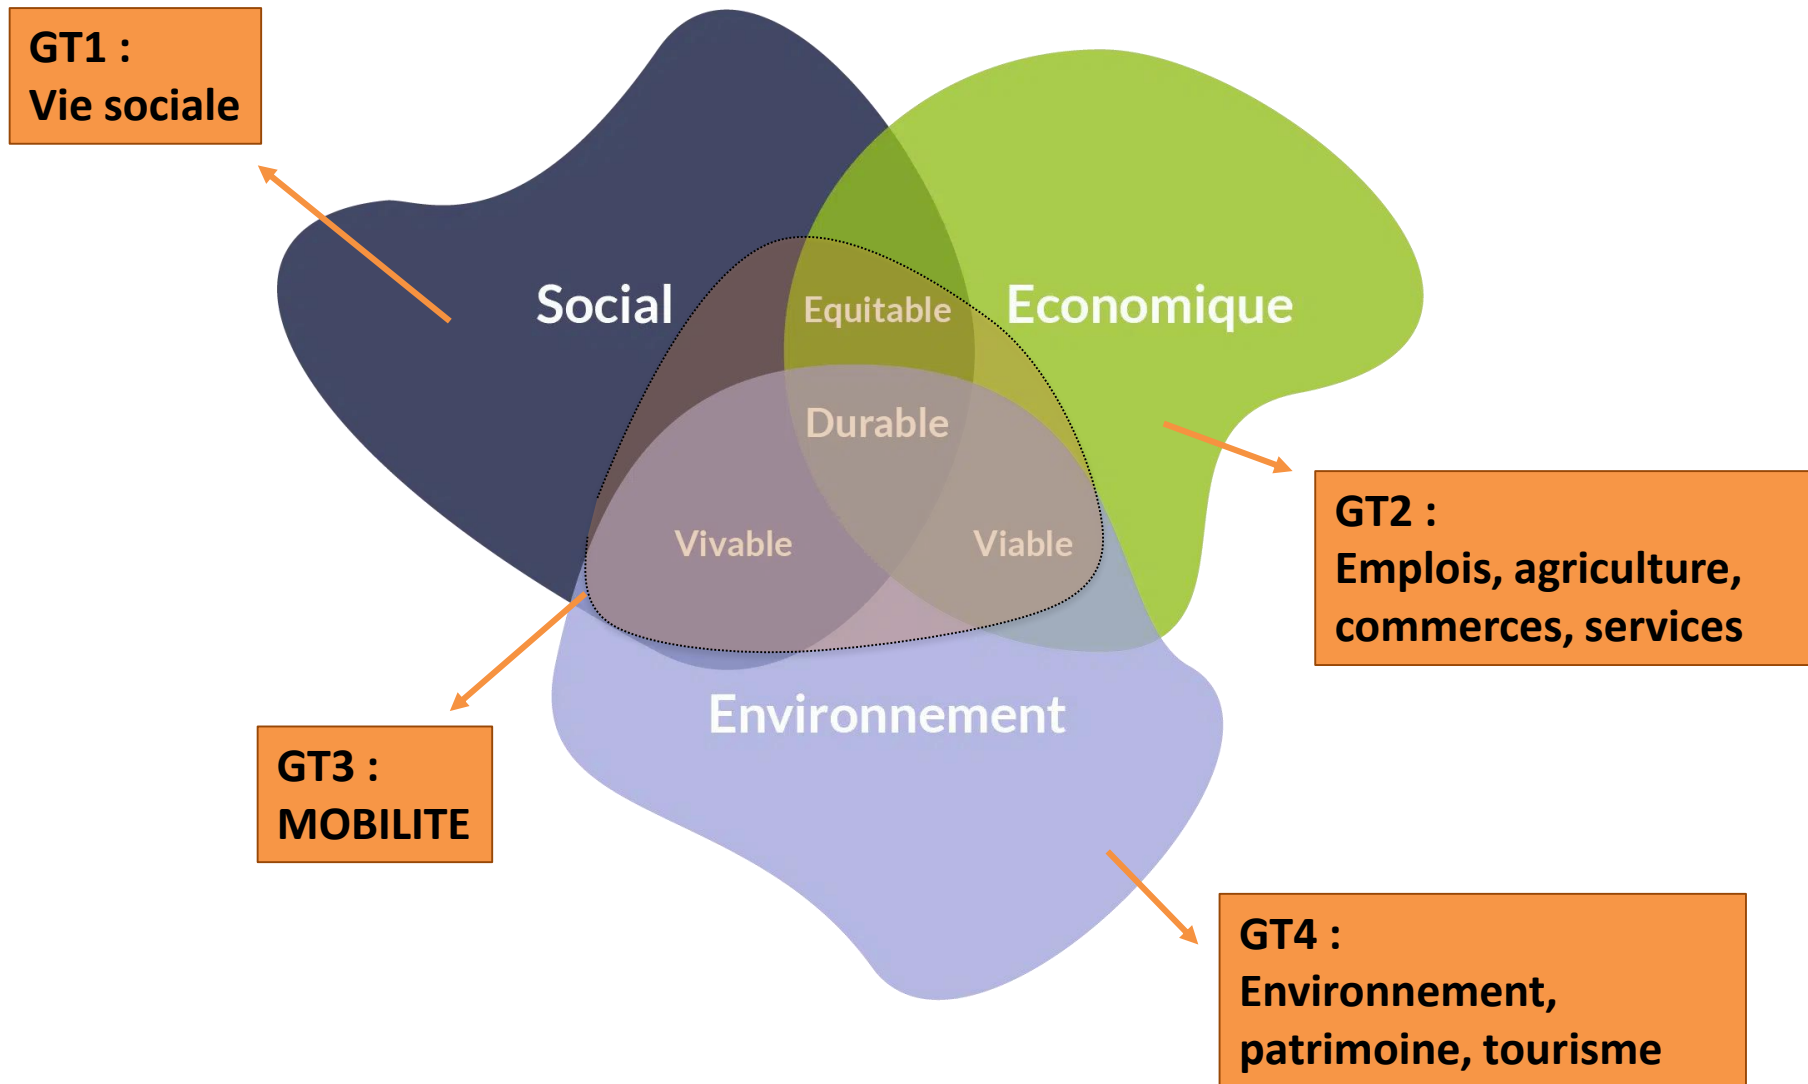 GT1 :
Vie sociale
Social
Equitable
Economique
Durable
Vivable
Viable
GT2 :
Emplois, agriculture,
commerces, services
Environnement
GT3 :
MOBILITE
GT4 :
Environnement,
patrimoine, tourisme